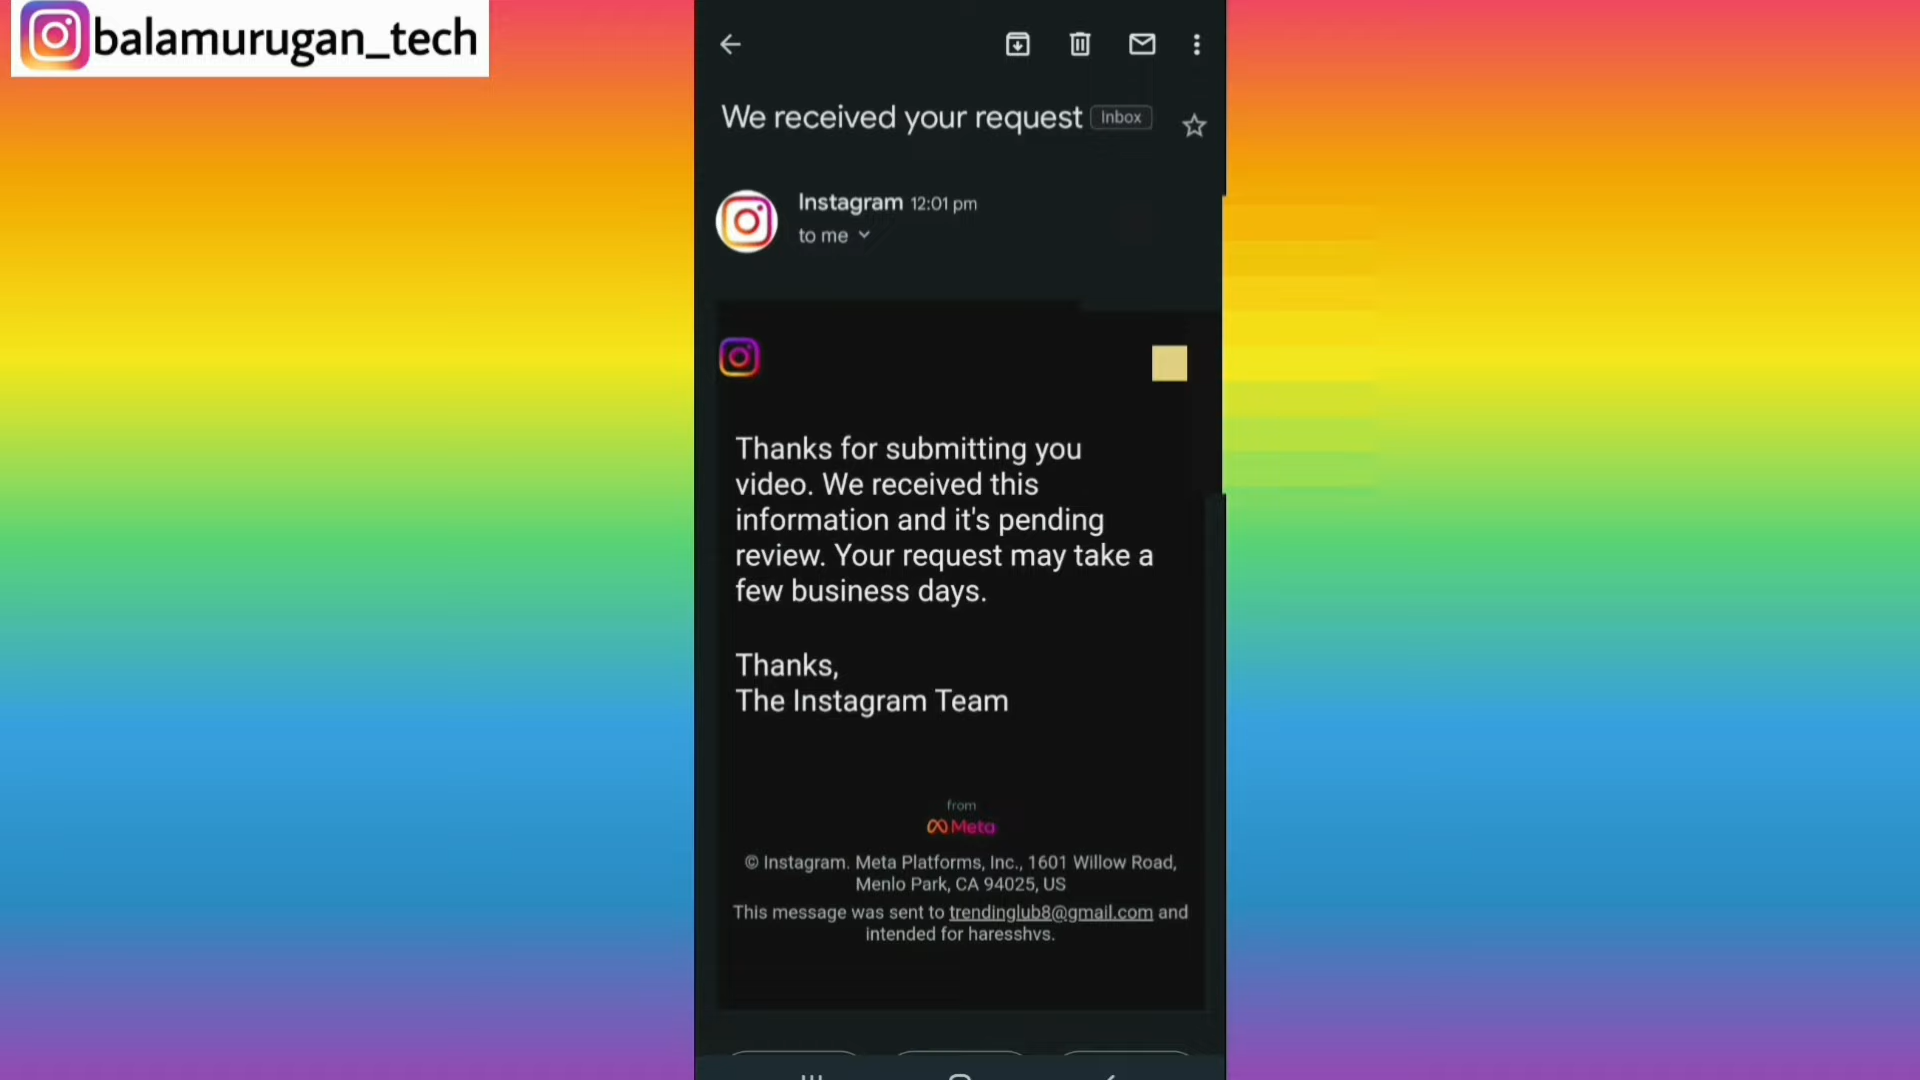 balamurugan_tech
We received your request Inbox
Instagram 12:01 pm
to me
Thanks for submitting you
video. We received this
information and it's pending
review. Your request may take a
few business days.
Thanks,
The Instagram Team
from
Meta
© Instagram. Meta Platforms, Inc., 1601 Willow Road,
Menlo Park, CA 94025, US
This message was sent to trendinglub8@gmail.com and
intended for haresshvs.